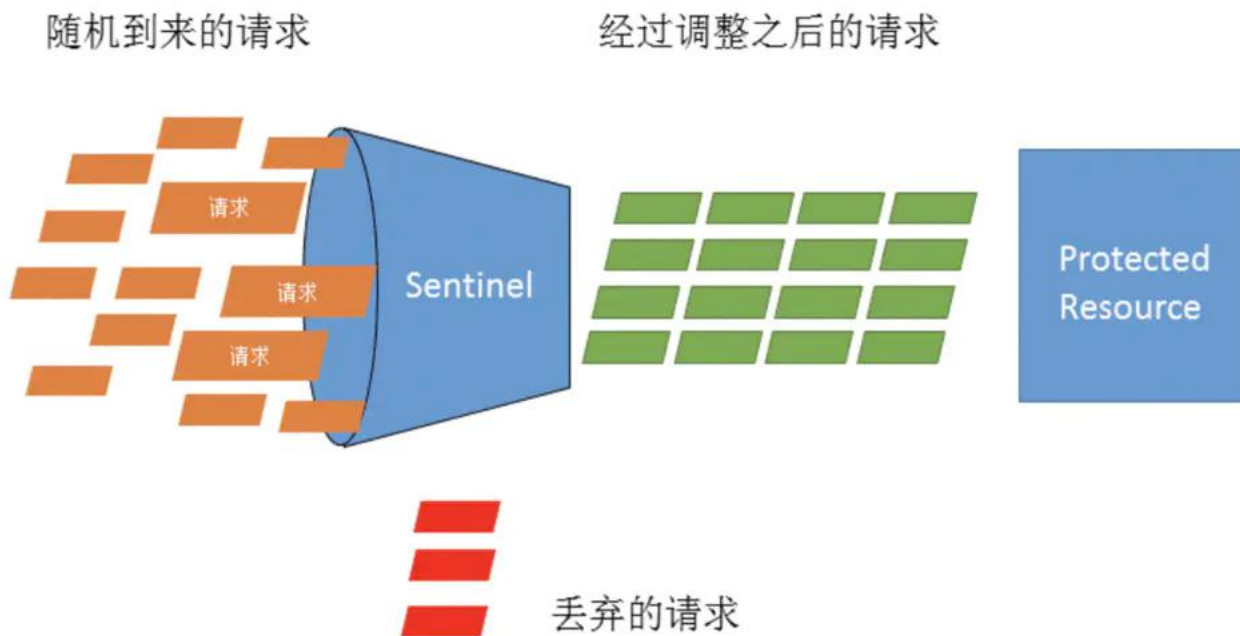 随机到来的请求
经过调整之后的请求
请求
请求
请求
Sentinel
Protected
Resource
丢弃的请求